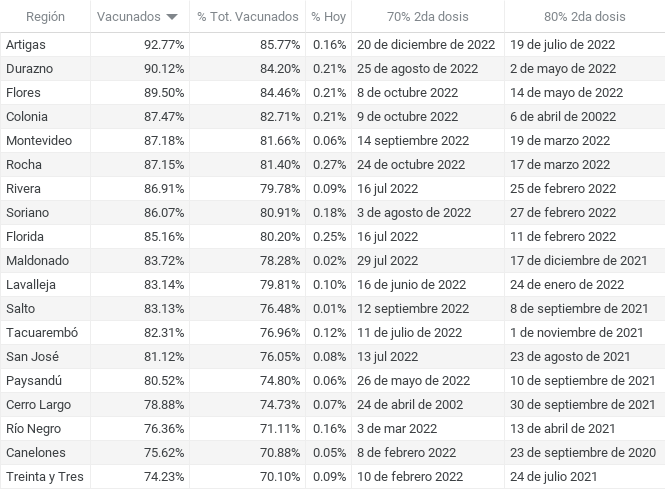 Región Vacunados % Tot. Vacunados % Hoy 70% 2da dosis 80% 2da dosis
Artigas 92.77% 85.77% 0.16% 20 de diciembre de 2022 19 de julio de 2022
Durazno 90.12% 84.20% 0.21% 25 de agosto de 2022 2 de mayo de 2022
Flores 89.50% 84.46% 0.21% 8 de octubre 2022 14 de mayo de 2022
Colonia 87.47% 82.71% 0.21% 9 de octubre 2022 6 de abril de 20022
Montevideo 87.18% 81.66% 0.06% 14 septiembre 2022 19 de marzo 2022
Rocha 87.15% 81.40% 0.27% 24 de octubre 2022 17 de marzo 2022
Rivera 86.91% 79.78% 0.09% 16 jul 2022 25 de febrero 2022
Soriano 86.07% 80.91% 0.18% 3 de agosto de 2022 27 de febrero 2022
Florida 85.16% 80.20% 0.25% 16 jul 2022 11 de febrero 2022
Maldonado 83.72% 78.28% 0.02% 29 jul 2022 17 de diciembre de 2021
Lavalleja 83.14% 79.81% 0.10% 16 de junio de 2022 24 de enero de 2022
Salto 83.13% 76.48% 0.01% 12 septiembre 2022 8 de septiembre de 2021
Tacuarembó 82.31% 76.96% 0.12% 11 de julio de 2022 1 de noviembre de 2021
San José 81.12% 76.05% 0.08% 13 jul 2022 23 de agosto de 2021
Paysandú 80.52% 74.80% 0.06% 26 de mayo de 2022 10 de septiembre de 2021
Cerro Largo 78.88% 74.73% 0.07% 24 de abril de 2002 30 de septiembre de 2021
Río Negro 76.36% 71.11% 0.16% 3 de mar 2022 13 de abril de 2021
Canelones 75.62% 70.88% 0.05% 8 de febrero 2022 23 de septiembre de 2020
Treinta y Tres 74.23% 70.10% 0.09% 10 de febrero 2022 24 de julio 2021